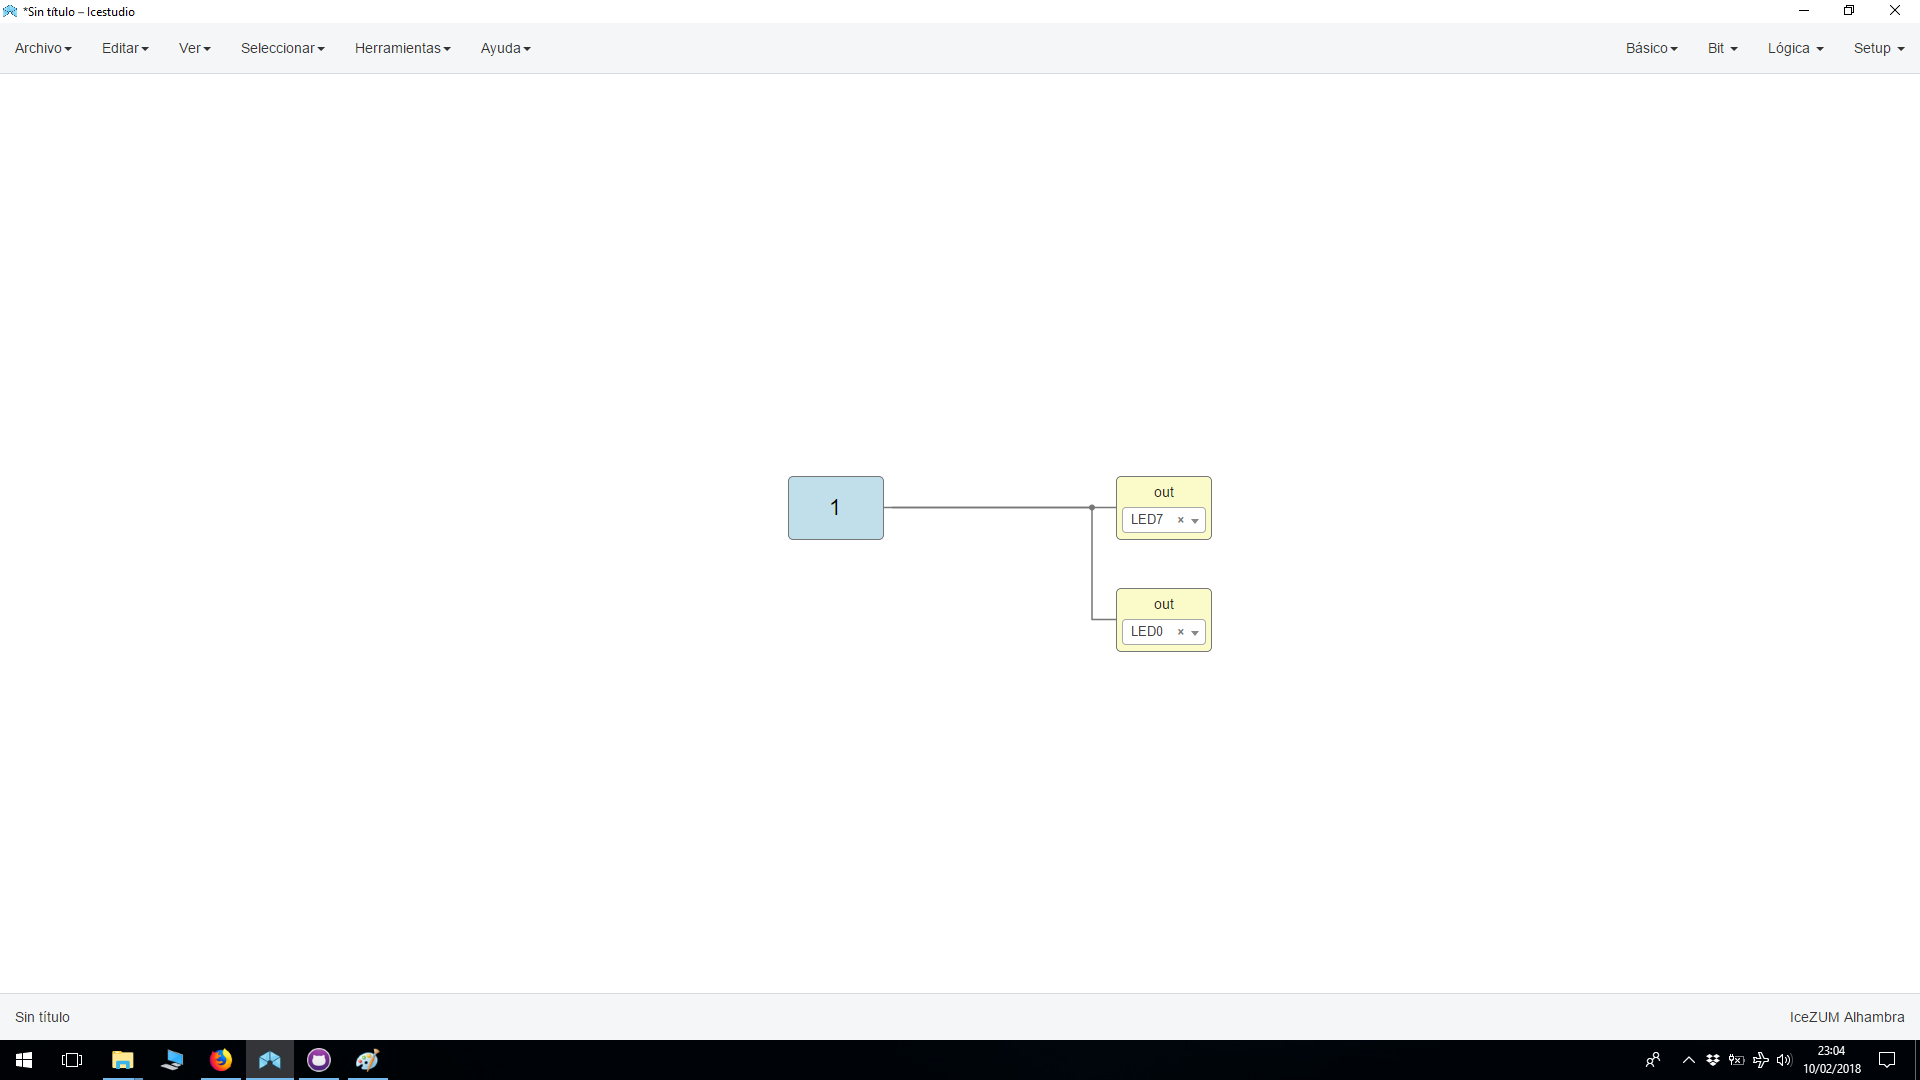 *Sin título – Icestudio
Archivo Editar Ver Seleccionar Herramientas Ayuda Básico Bit Lógica Setup
1
out
LED7 ×
out
LED0 ×
Sin título IceZUM Alhambra
23:04
10/02/2018